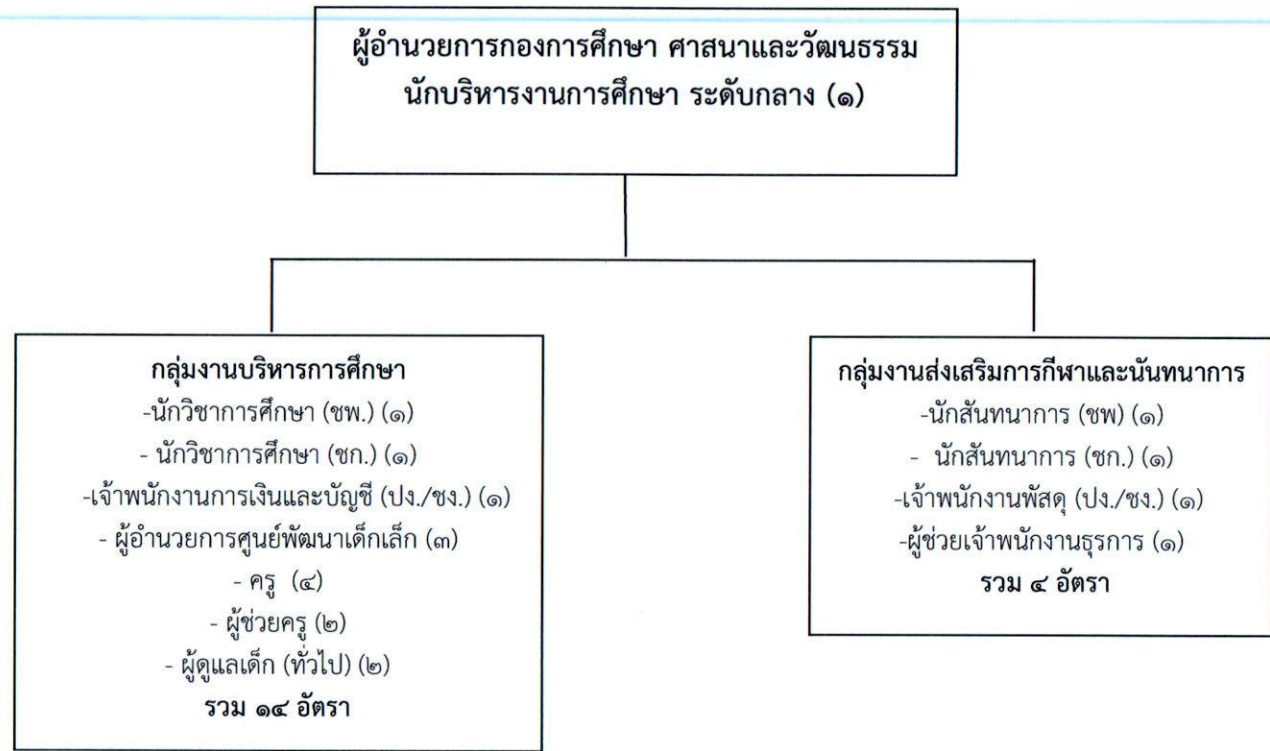 ผู้อำนวยการกองการศึกษา ศาสนาและวัฒนธรรม
นักบริหารงานการศึกษา ระดับกลาง (๑)
กลุ่มงานบริหารการศึกษา
-นักวิชาการศึกษา (ชพ.) (๑)
- นักวิชาการศึกษา (ชก.) (๑)
-เจ้าพนักงานการเงินและบัญชี (ปง./ชง.) (๑)
- ผู้อำนวยการศูนย์พัฒนาเด็กเล็ก (๓)
- ครู (๔)
- ผู้ช่วยครู (๒)
- ผู้ดูแลเด็ก (ทั่วไป) (๒)
รวม ๑๔ อัตรา
กลุ่มงานส่งเสริมการกีฬาและนันทนาการ
-นักสันทนาการ (ชพ) (๑)
- นักสันทนาการ (ชก.) (๑)
-เจ้าพนักงานพัสดุ (ปง./ชง.) (๑)
-ผู้ช่วยเจ้าพนักงานธุรการ (๑)
รวม ๔ อัตรา